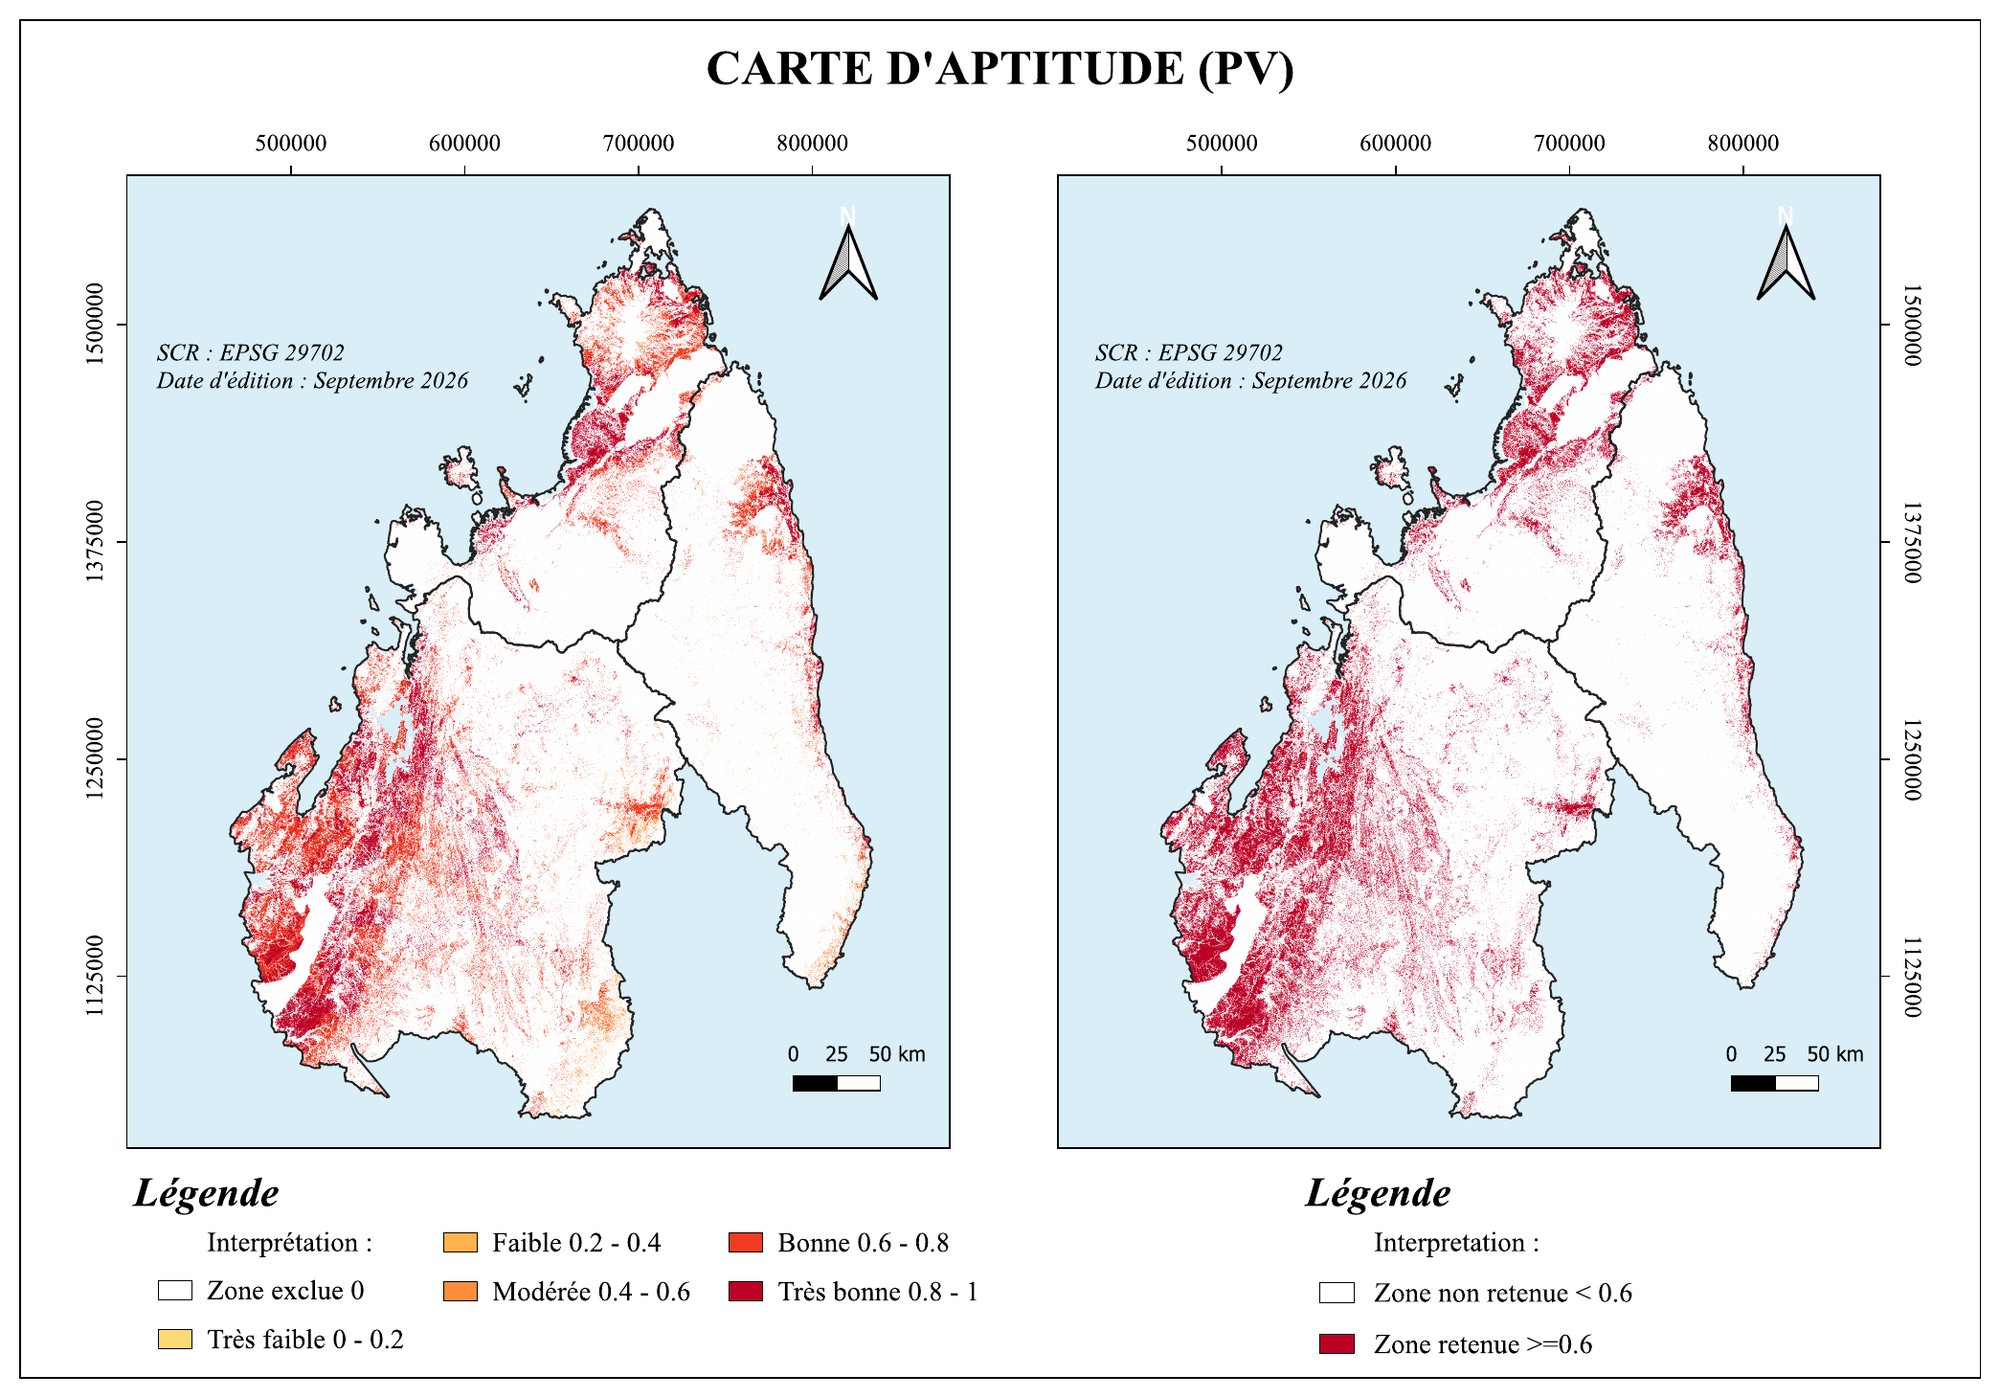 CARTE D'APTITUDE (PV)
500000 600000 700000 800000
1500000
1375000
1250000
1125000
N
SCR : EPSG 29702
Date d'édition : Septembre 2026
0 25 50 km
500000 600000 700000 800000
N
SCR : EPSG 29702
Date d'édition : Septembre 2026
0 25 50 km
1500000
1375000
1250000
1125000
Légende
Interprétation :
Zone exclue 0
Très faible 0 - 0.2
Faible 0.2 - 0.4
Modérée 0.4 - 0.6
Bonne 0.6 - 0.8
Très bonne 0.8 - 1
Légende
Interpretation :
Zone non retenue < 0.6
Zone retenue >=0.6